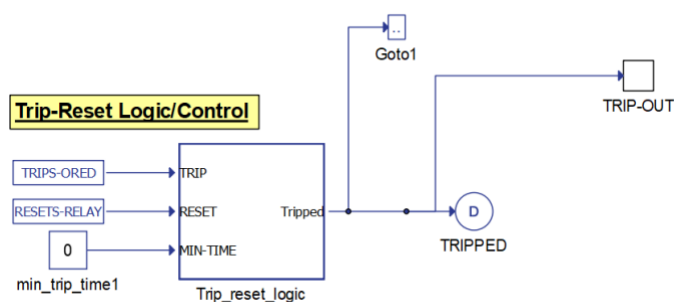 ..
Goto1
TRIP-OUT
Trip-Reset Logic/Control
TRIPS-ORED
TRIP
RESETS-RELAY
RESET
Tripped
D
0
MIN-TIME
TRIPPED
min_trip_time1
Trip_reset_logic